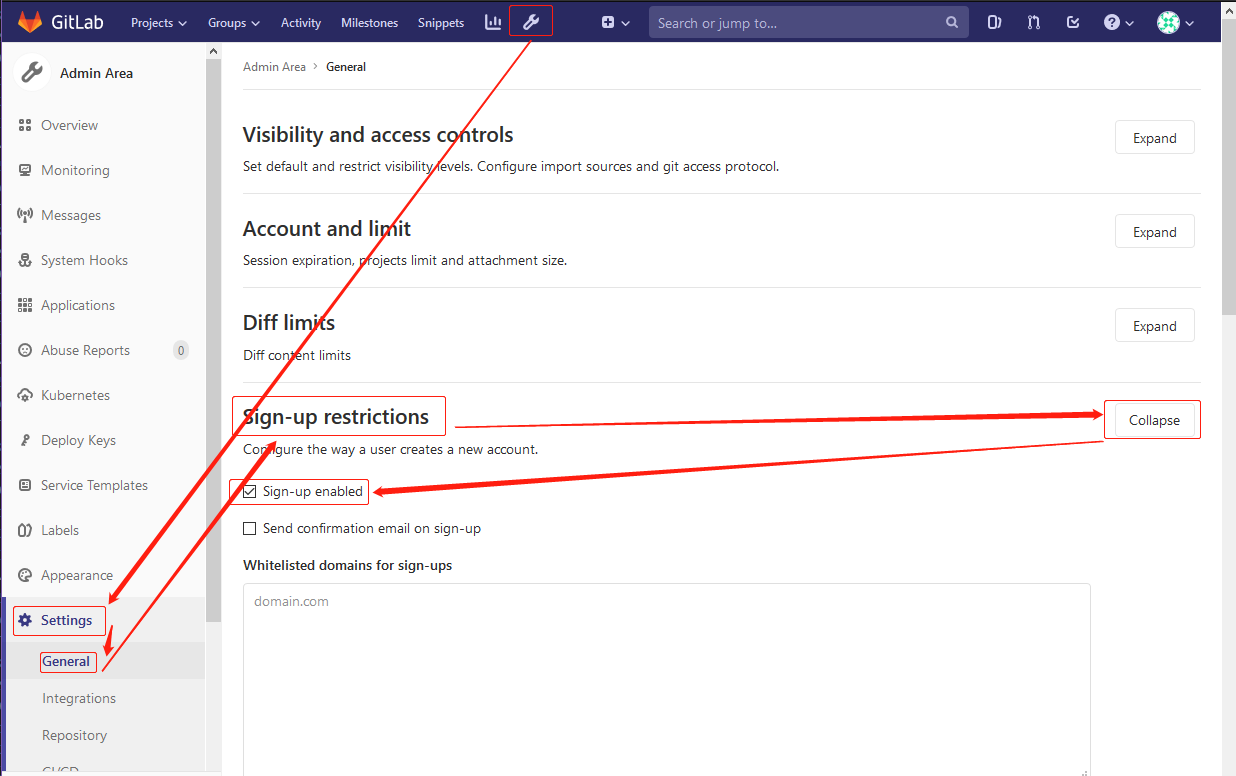 GitLab Projects Groups Activity Milestones Snippets Search or jump to...
Admin Area
Overview
Monitoring
Messages
System Hooks
Applications
Abuse Reports 0
Kubernetes
Deploy Keys
Service Templates
Labels
Appearance
Settings
General
Integrations
Repository
CI/CD
Admin Area > General
Visibility and access controls
Expand
Set default and restrict visibility levels. Configure import sources and git access protocol.
Account and limit
Expand
Session expiration, projects limit and attachment size.
Diff limits
Expand
Diff content limits
Sign-up restrictions
Collapse
Configure the way a user creates a new account.
Sign-up enabled
Send confirmation email on sign-up
Whitelisted domains for sign-ups
domain.com